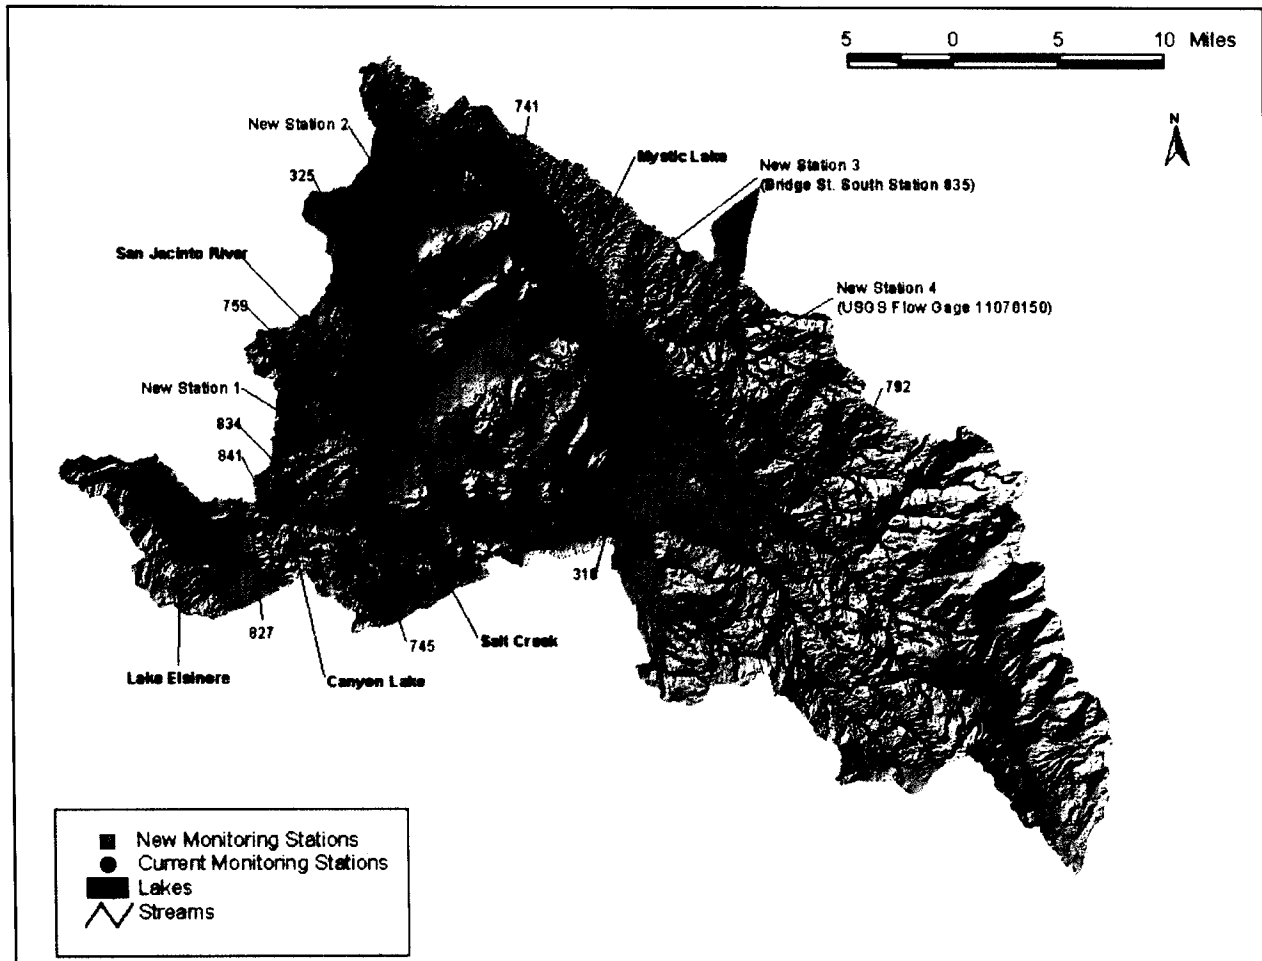 5 0 5 10 Miles
N
741
New Station 2
Mystic Lake
New Station 3
(Bridge St. South Station 835)
325
San Jacinto River
New Station 4
(USGS Flow Gage 11070150)
759
New Station 1
792
834
841
318
827
745
Salt Creek
Lake Elsinore
Canyon Lake
New Monitoring Stations
Current Monitoring Stations
Lakes
Streams